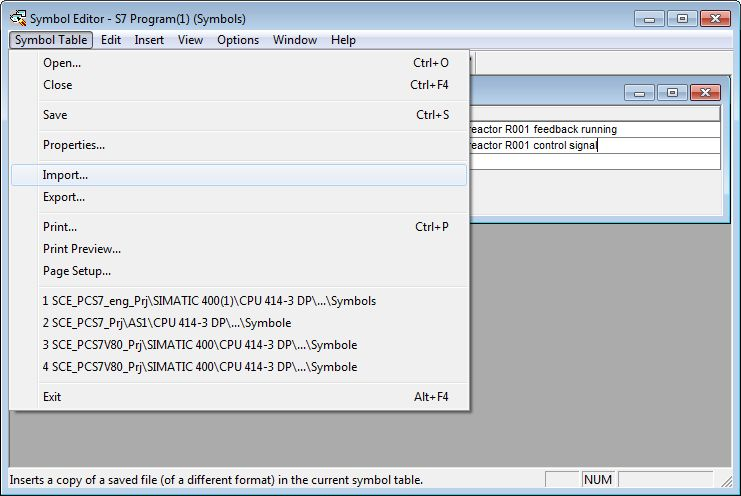 Symbol Editor - S7 Program(1) (Symbols)
Symbol Table Edit Insert View Options Window Help
Open... Ctrl+O
Close Ctrl+F4
Save Ctrl+S
Properties...
reactor R001 feedback running
reactor R001 control signal
Import...
Export...
Print... Ctrl+P
Print Preview...
Page Setup...
1 SCE_PCS7_eng_Prj\SIMATIC 400(1)\CPU 414-3 DP\...\Symbols
2 SCE_PCS7_Prj\AS1\CPU 414-3 DP\...\Symbole
3 SCE_PCS7V80_Prj\SIMATIC 400\CPU 414-3 DP\...\Symbole
4 SCE_PCS7V80_Prj\SIMATIC 400\CPU 414-3 DP\...\Symbole
Exit Alt+F4
Inserts a copy of a saved file (of a different format) in the current symbol table. NUM